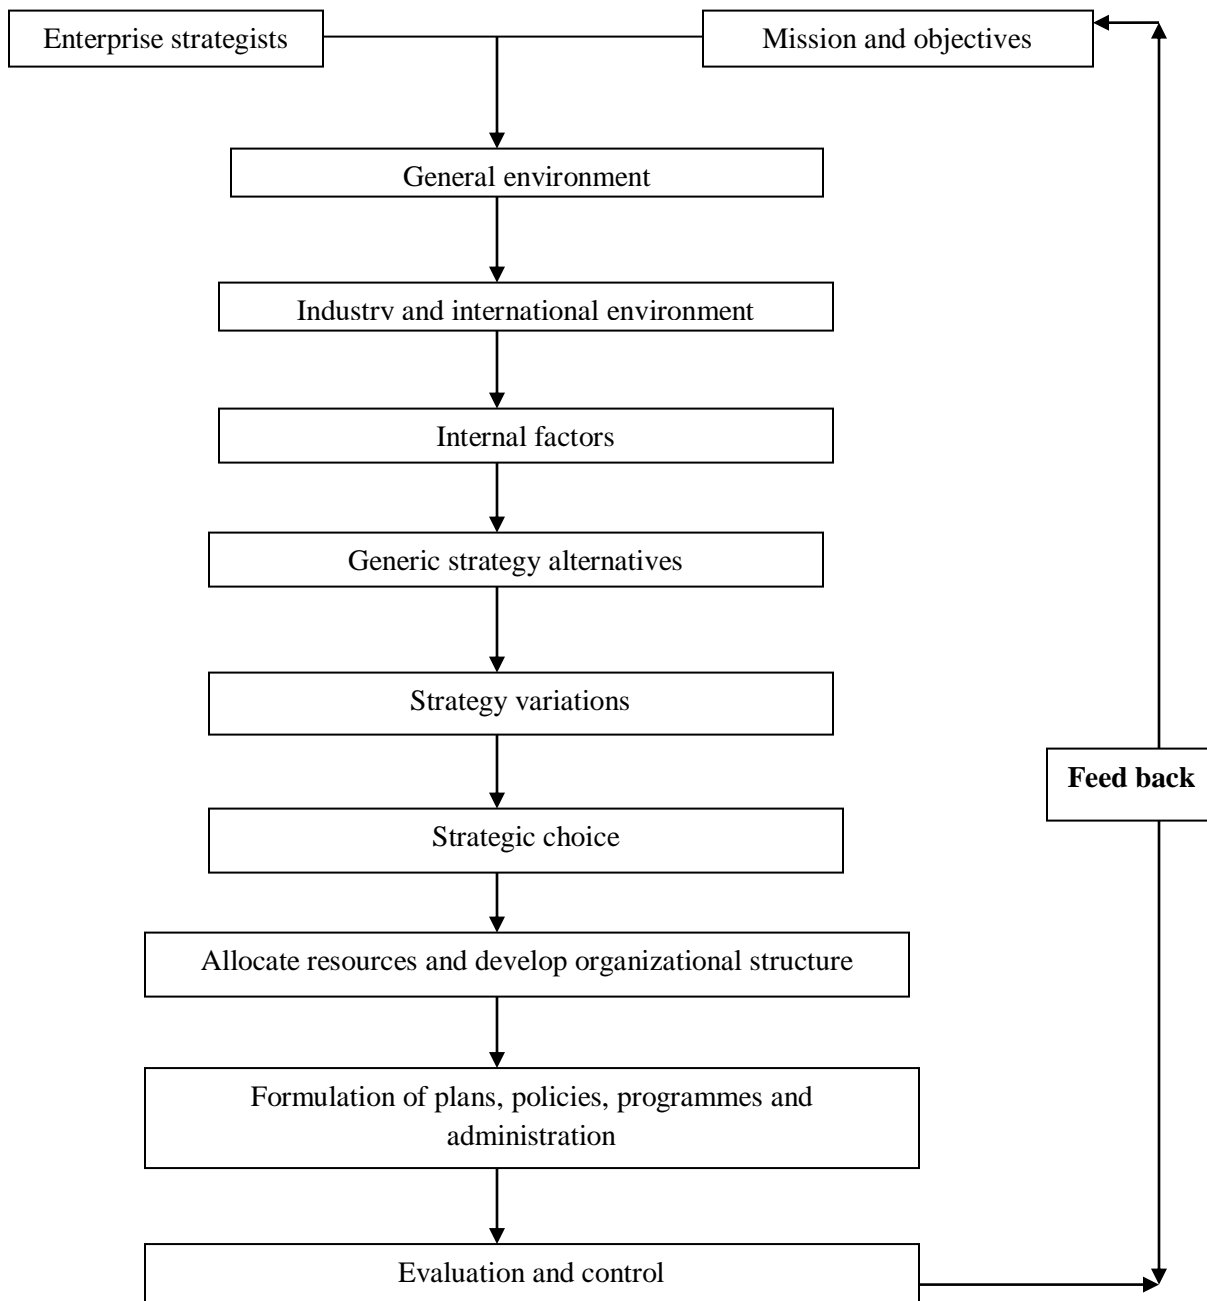 Enterprise strategists
Mission and objectives
General environment
Industry and international environment
Internal factors
Generic strategy alternatives
Strategy variations
Feed back
Strategic choice
Allocate resources and develop organizational structure
Formulation of plans, policies, programmes and
administration
Evaluation and control